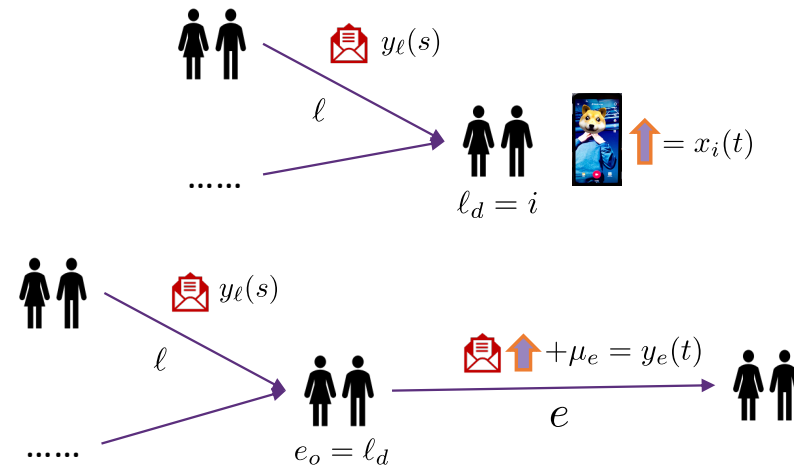 y_ℓ(s)
ℓ
......
= x_i(t)
ℓ_d = i
y_ℓ(s)
ℓ
......
+μ_e = y_e(t)
e
e_o = ℓ_d